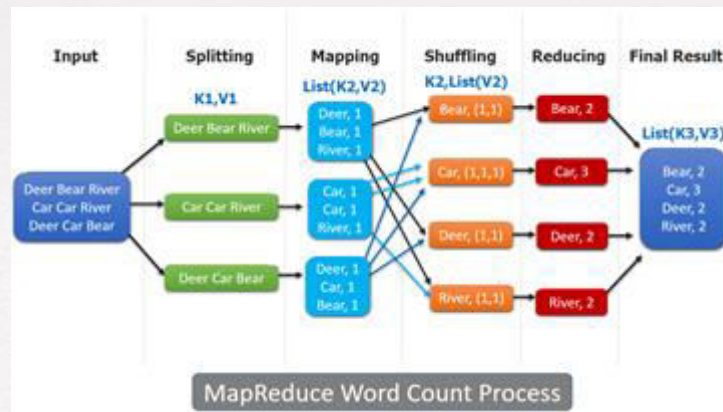 Input
Splitting
Mapping
Shuffling
Reducing
Final Result
K1,V1
List(K2,V2)
K2,List(V2)
List(K3,V3)
Deer Bear River
Car Car River
Deer Car Bear
Deer Bear River
Car Car River
Deer Car Bear
Deer, 1
Bear, 1
River, 1
Car, 1
Car, 1
River, 1
Deer, 1
Car, 1
Bear, 1
Bear, (1,1)
Car, (1,1,1)
Deer, (1,1)
River, (1,1)
Bear, 2
Car, 3
Deer, 2
River, 2
Bear, 2
Car, 3
Deer, 2
River, 2
MapReduce Word Count Process